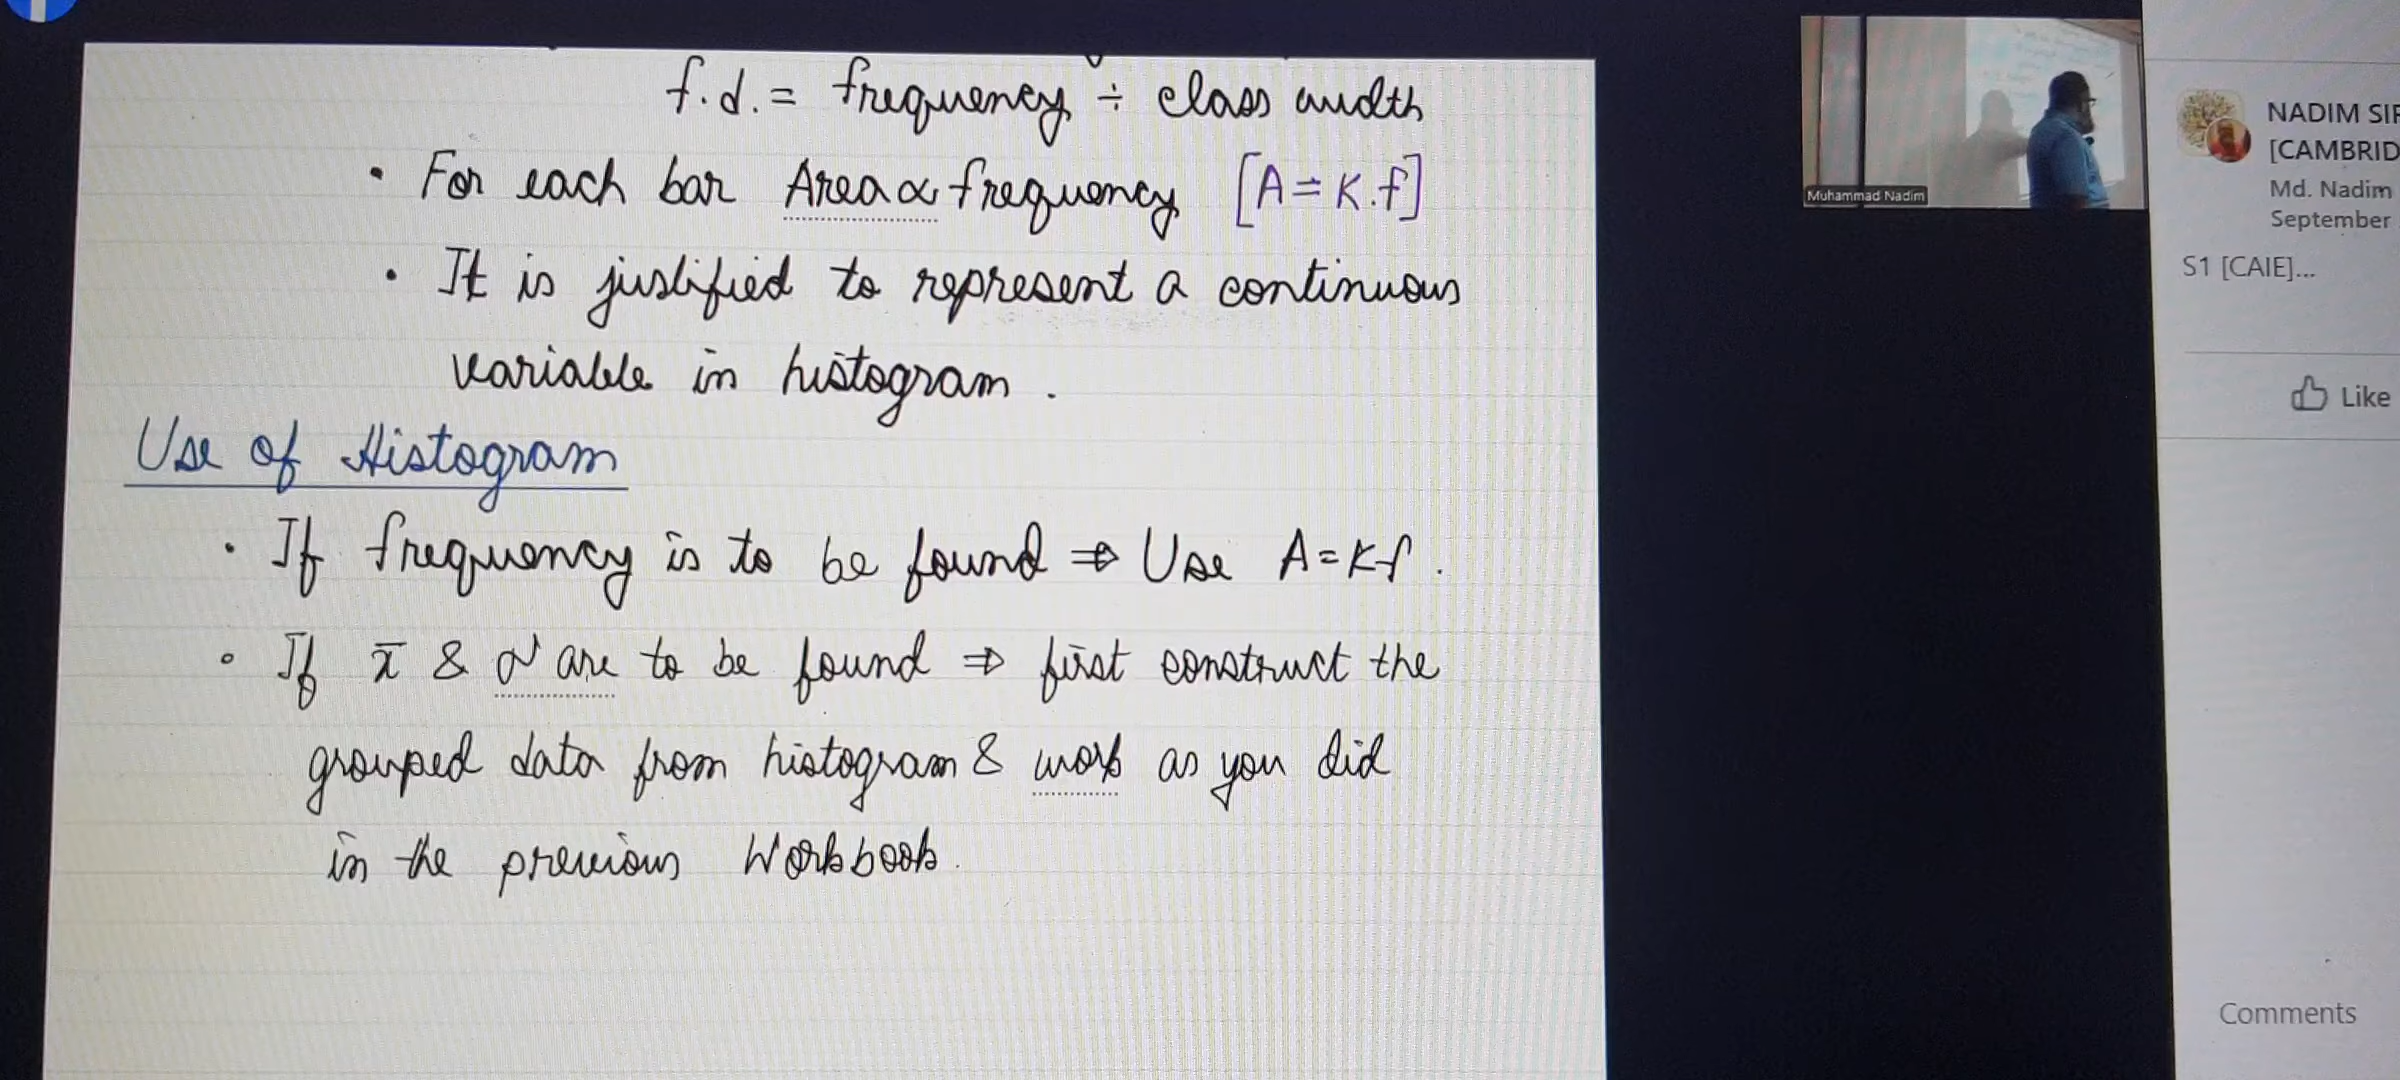 f.d. = frequency ÷ class width
• For each bar Area ∝ frequency [A = K.f]
• It is justified to represent a continuous
variable in histogram.
Use of Histogram
• If frequency is to be found ⇒ Use A = Kf.
• If x̄ & σ are to be found ⇒ first construct the
grouped data from histogram & work as you did
in the previous Workbook.
Muhammad Nadim
NADIM SIR
[CAMBRID
Md. Nadim
September
S1 [CAIE]...
Like
Comments